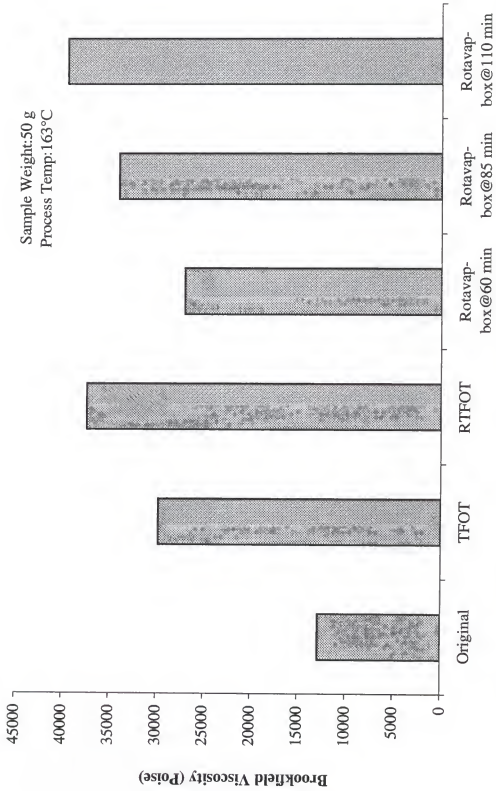 Sample Weight:50 g
Process Temp:163°C
Brookfield Viscosity (Poise)
45000
40000
35000
30000
25000
20000
15000
10000
5000
0
Original
TFOT
RTFOT
Rotavap-
box@60 min
Rotavap-
box@85 min
Rotavap-
box@110 min